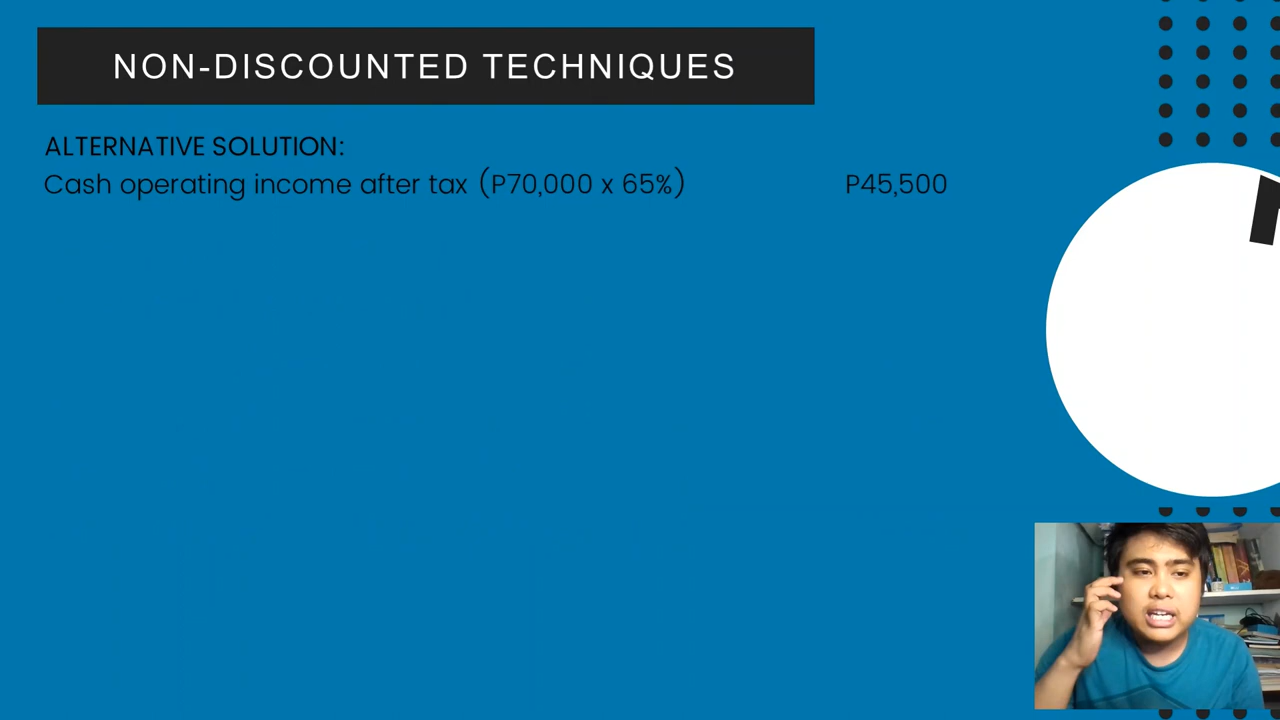 NON-DISCOUNTED TECHNIQUES
ALTERNATIVE SOLUTION:
Cash operating income after tax (P70,000 x 65%) P45,500